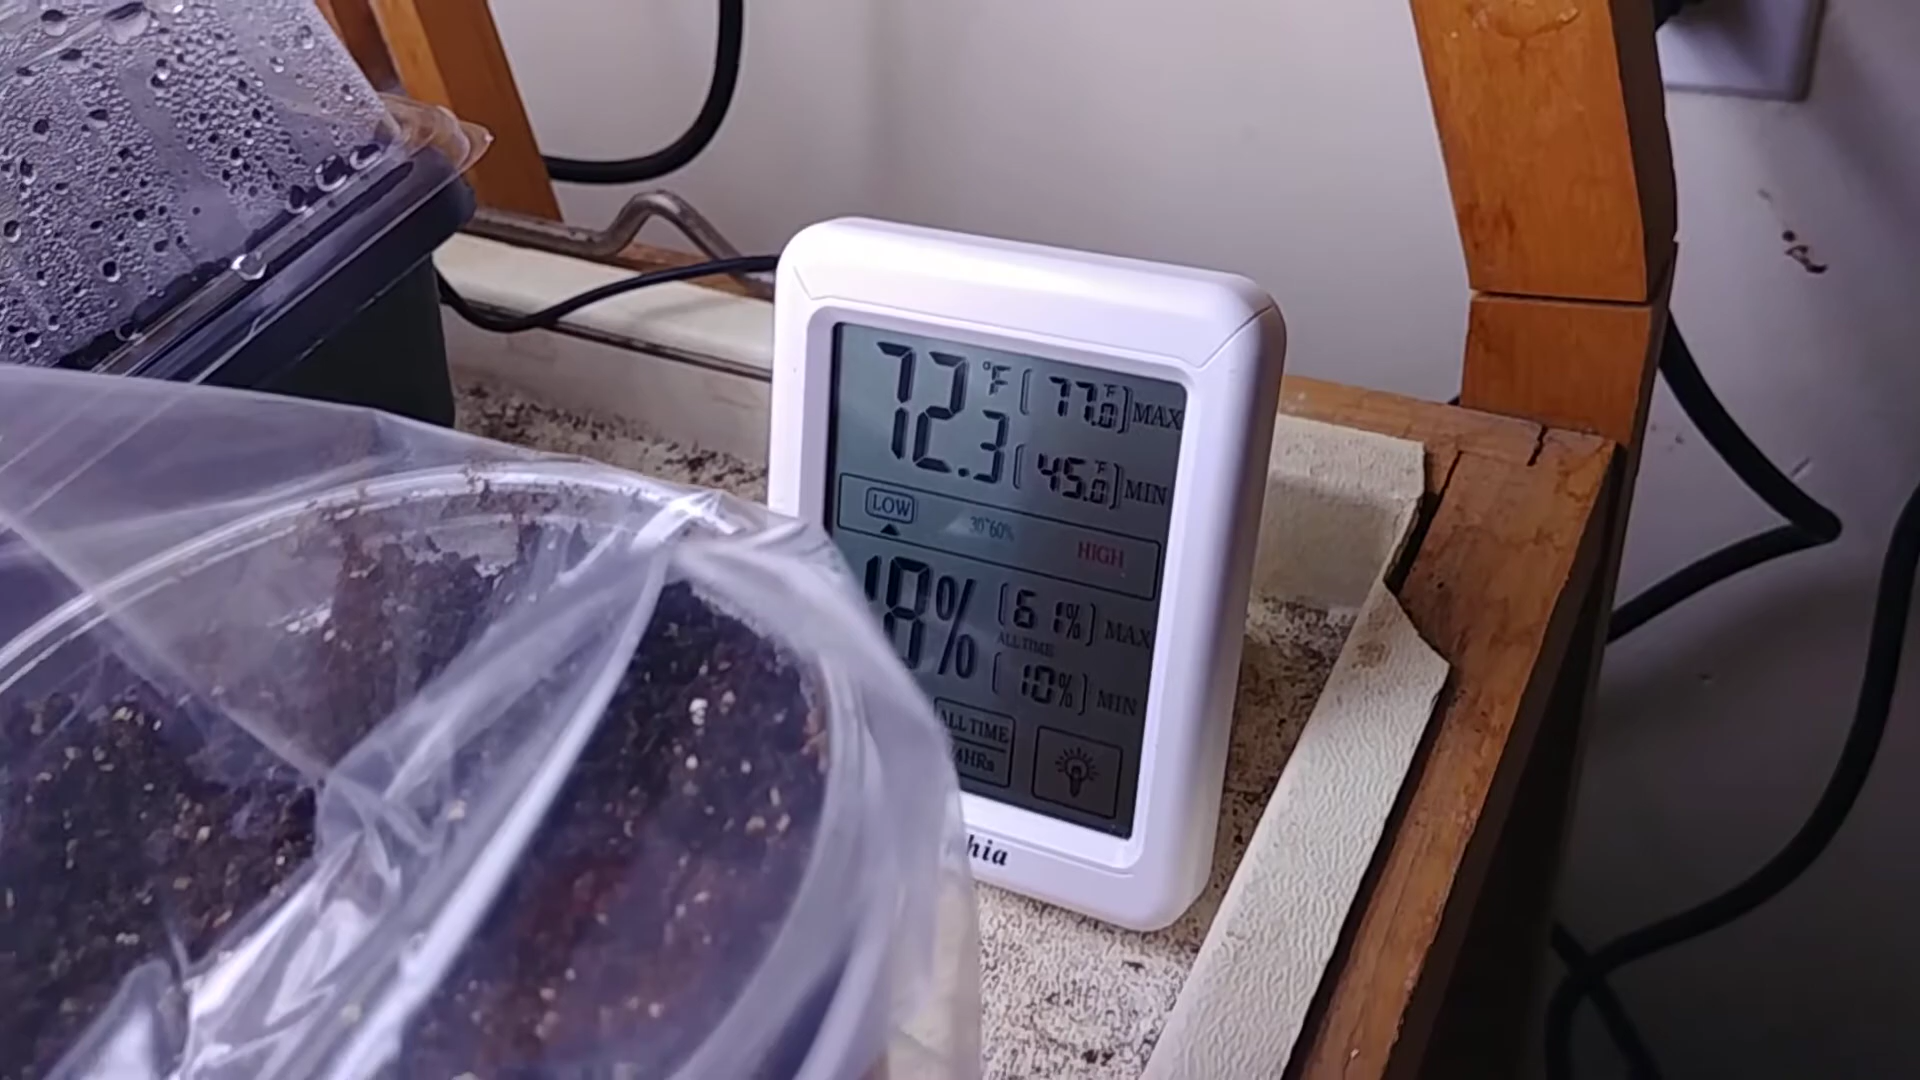 72.3 °F (77.0 °F) MAX
(45.0 °F) MIN
LOW 30~60% HIGH
18% (61%) MAX
ALL TIME
(10%) MIN
ALL TIME